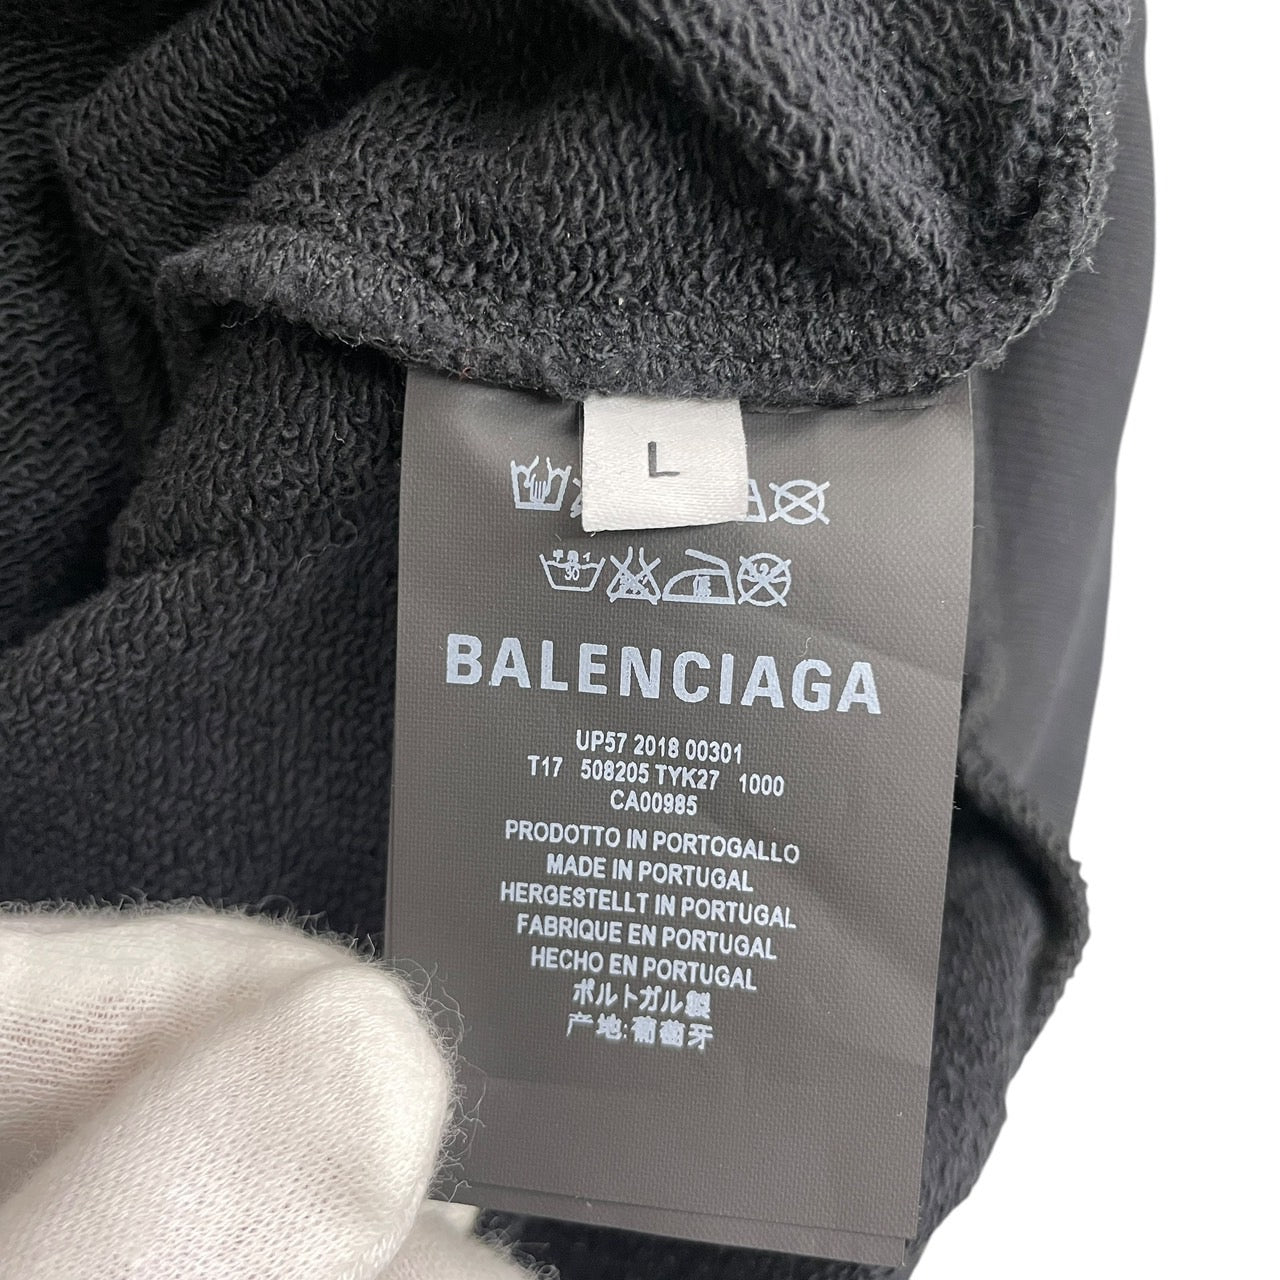 L
30
BALENCIAGA
UP57 2018 00301
T17 508205 TYK27 1000
CA00985
PRODOTTO IN PORTOGALLO
MADE IN PORTUGAL
HERGESTELLT IN PORTUGAL
FABRIQUE EN PORTUGAL
HECHO EN PORTUGAL
ポルトガル製
产地:葡萄牙